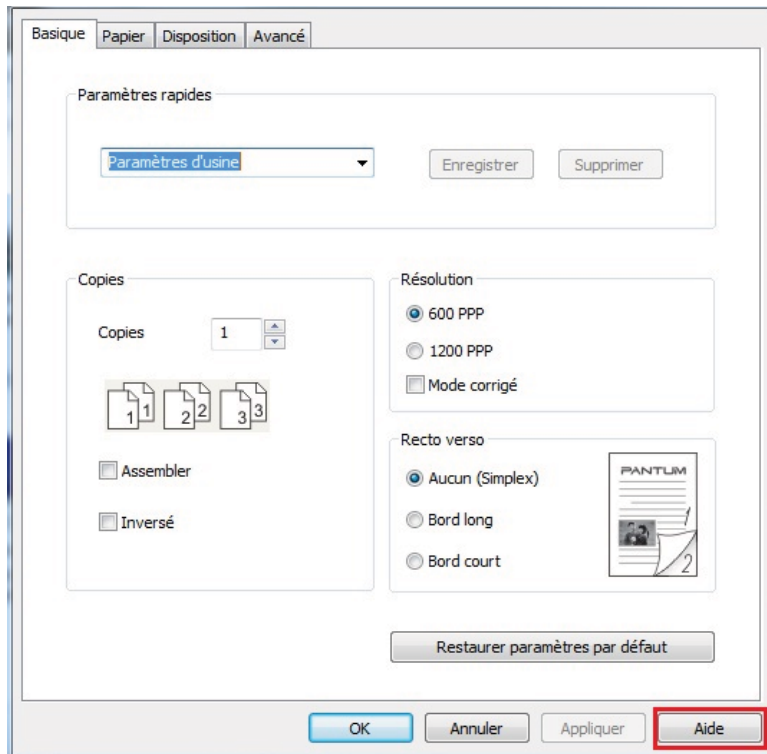 Basique Papier Disposition Avancé
Paramètres rapides
Paramètres d'usine
Enregistrer Supprimer
Copies
Copies 1
1 1 2 2 3 3
Assembler
Inversé
Résolution
600 PPP
1200 PPP
Mode corrigé
Recto verso
Aucun (Simplex)
Bord long
Bord court
PANTUM
1
2
Restaurer paramètres par défaut
OK Annuler Appliquer Aide